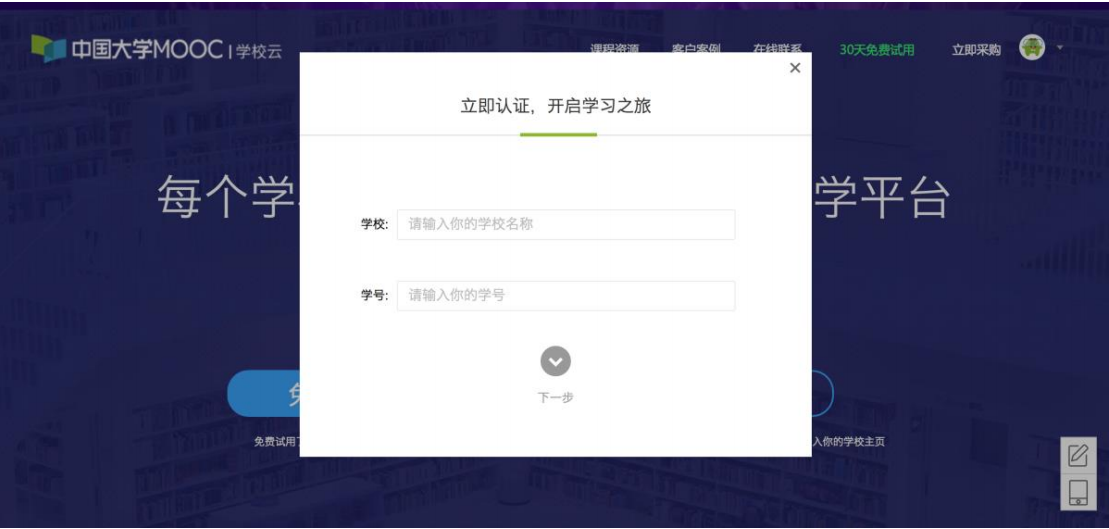 中国大学MOOC | 学校云
课程资源 客户案例 在线联系 30天免费试用 立即采购
立即认证，开启学习之旅
每个学
学平台
学校: 请输入你的学校名称
学号: 请输入你的学号
下一步
免费试用
入你的学校主页